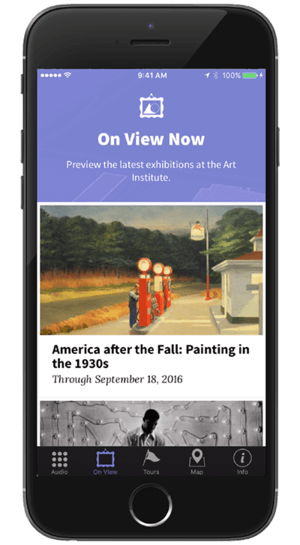 9:41 AM
100%
On View Now
Preview the latest exhibitions at the Art
Institute.
America after the Fall: Painting in
the 1930s
Through September 18, 2016
Audio
On View
Tours
Map
Info